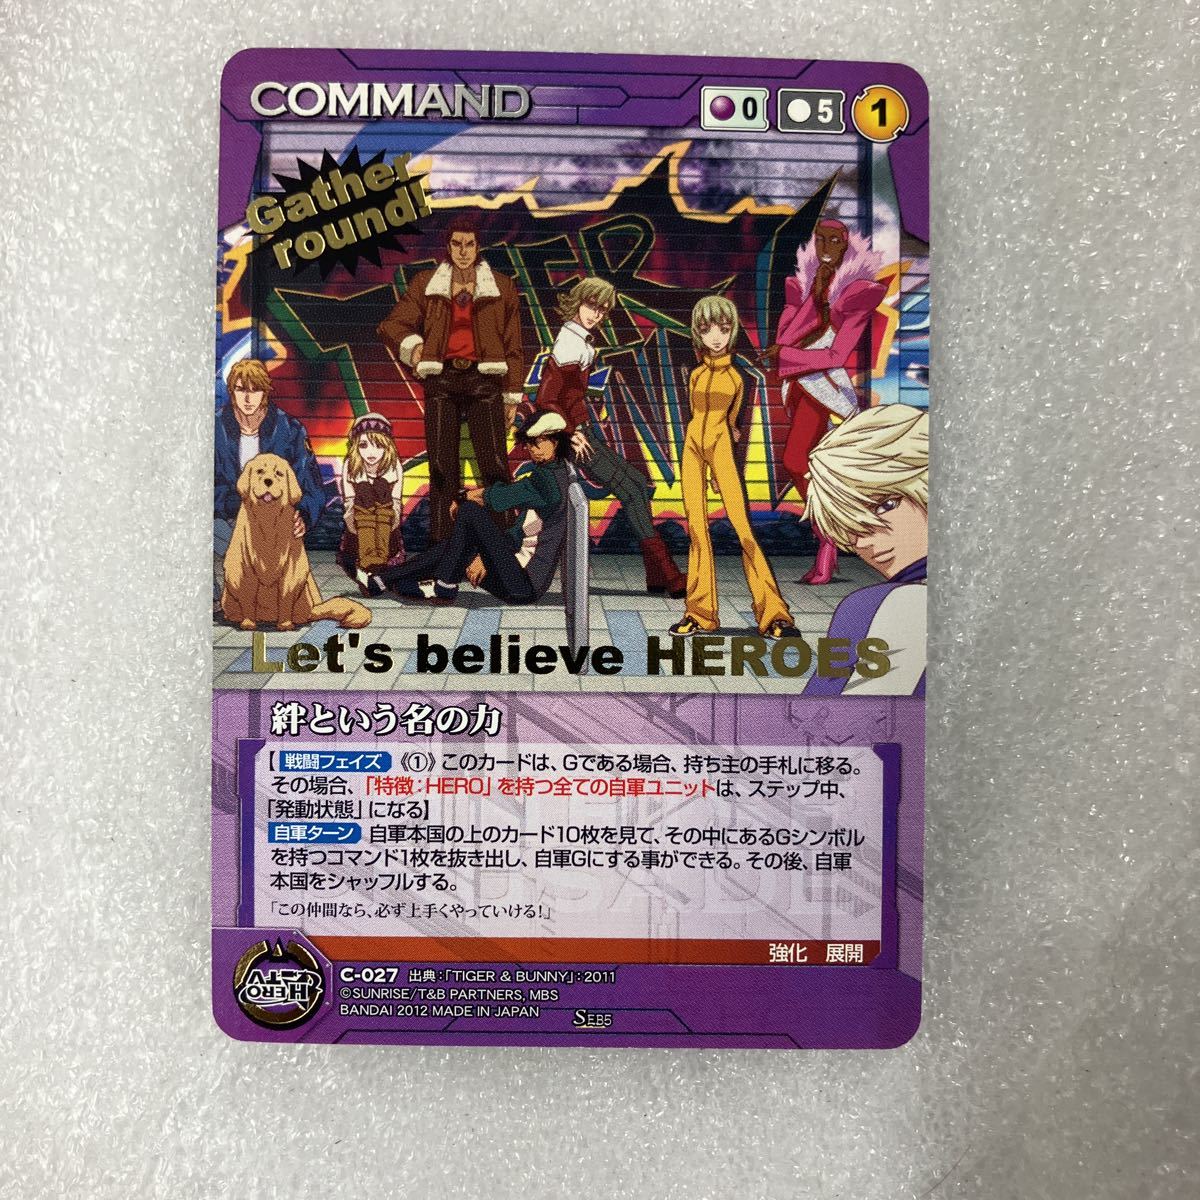 COMMAND
0
5
1
Gather
round!
Let's believe HEROES
絆という名の力
【戦闘フェイズ 《①》このカードは、Gである場合、持ち主の手札に移る。
その場合、「特徴：HERO」を持つ全ての自軍ユニットは、ステップ中、
「発動状態」になる】
自軍ターン 自軍本国の上のカード10枚を見て、その中にあるGシンボル
を持つコマンド1枚を抜き出し、自軍Gにする事ができる。その後、自軍
本国をシャッフルする。
「この仲間なら、必ず上手くやっていける！」
強化 展開
HERO
TV
C-027 出典：「TIGER & BUNNY」：2011
©SUNRISE/T&B PARTNERS, MBS
BANDAI 2012 MADE IN JAPAN
SEB5